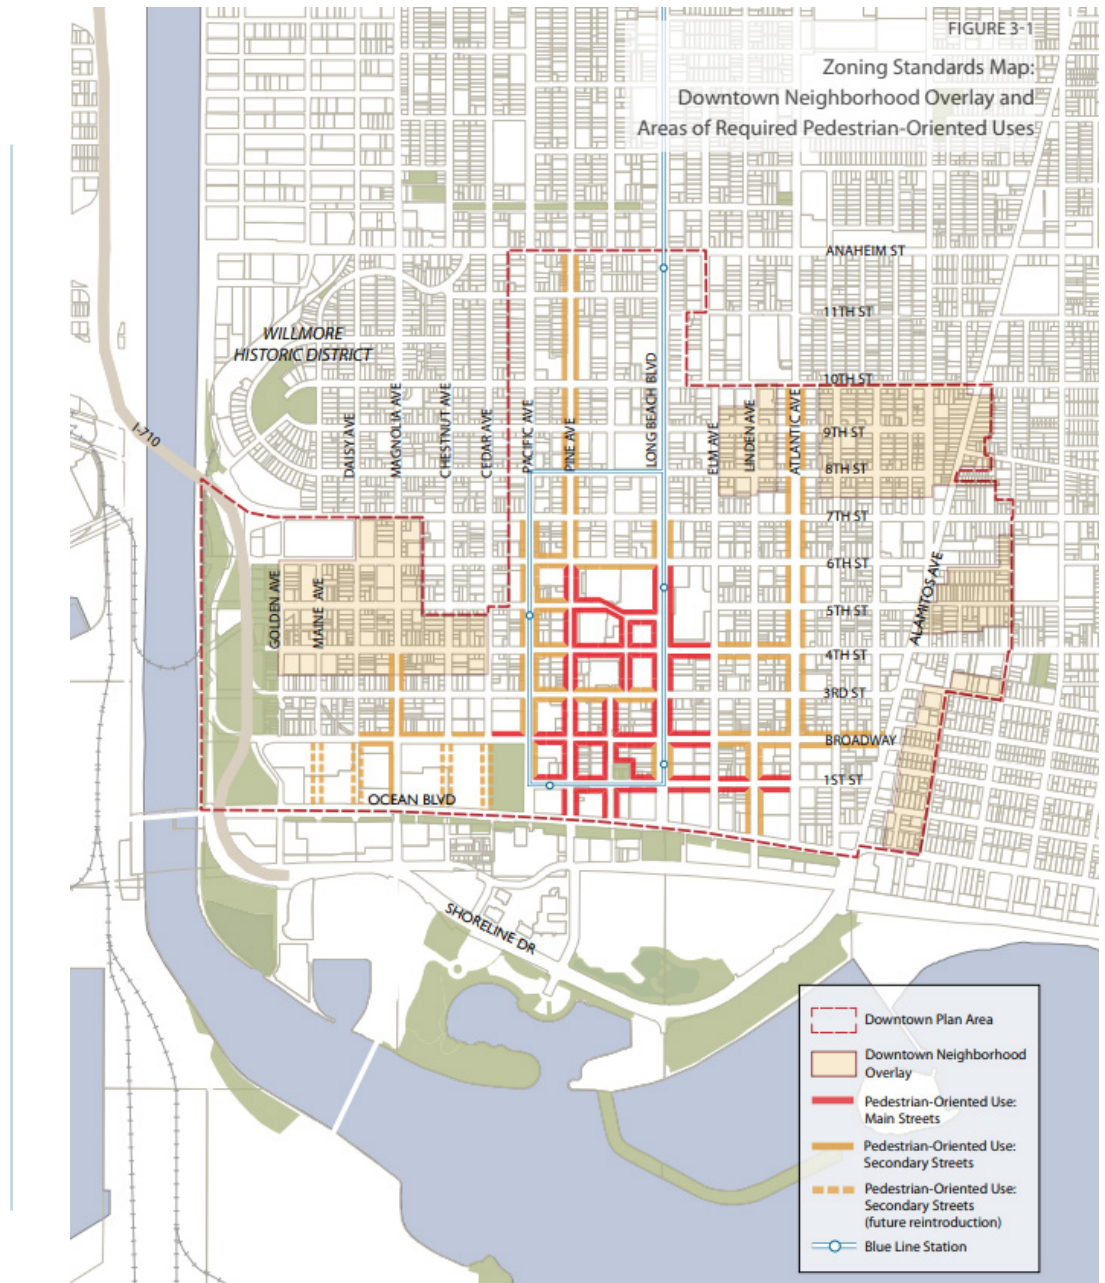 FIGURE 3-1
Zoning Standards Map:
Downtown Neighborhood Overlay and
Areas of Required Pedestrian-Oriented Uses
ANAHEIM ST
11TH ST
WILLMORE
HISTORIC DISTRICT
10TH ST
I-710
DAISY AVE
MAGNOLIA AVE
CHESTNUT AVE
CEDAR AVE
PACIFIC AVE
PINE AVE
LONG BEACH BLVD
ELM AVE
LINDEN AVE
ATLANTIC AVE
9TH ST
8TH ST
7TH ST
6TH ST
GOLDEN AVE
MAINE AVE
5TH ST
ALAMITOS AVE
4TH ST
3RD ST
BROADWAY
1ST ST
OCEAN BLVD
SHORELINE DR
Downtown Plan Area
Downtown Neighborhood
Overlay
Pedestrian-Oriented Use:
Main Streets
Pedestrian-Oriented Use:
Secondary Streets
Pedestrian-Oriented Use:
Secondary Streets
(future reintroduction)
Blue Line Station